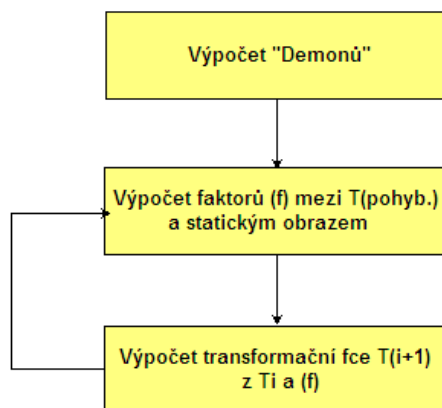 Výpočet "Demonů"
Výpočet faktorů (f) mezi T(pohyb.)
a statickým obrazem
Výpočet transformační fce T(i+1)
z Ti a (f)